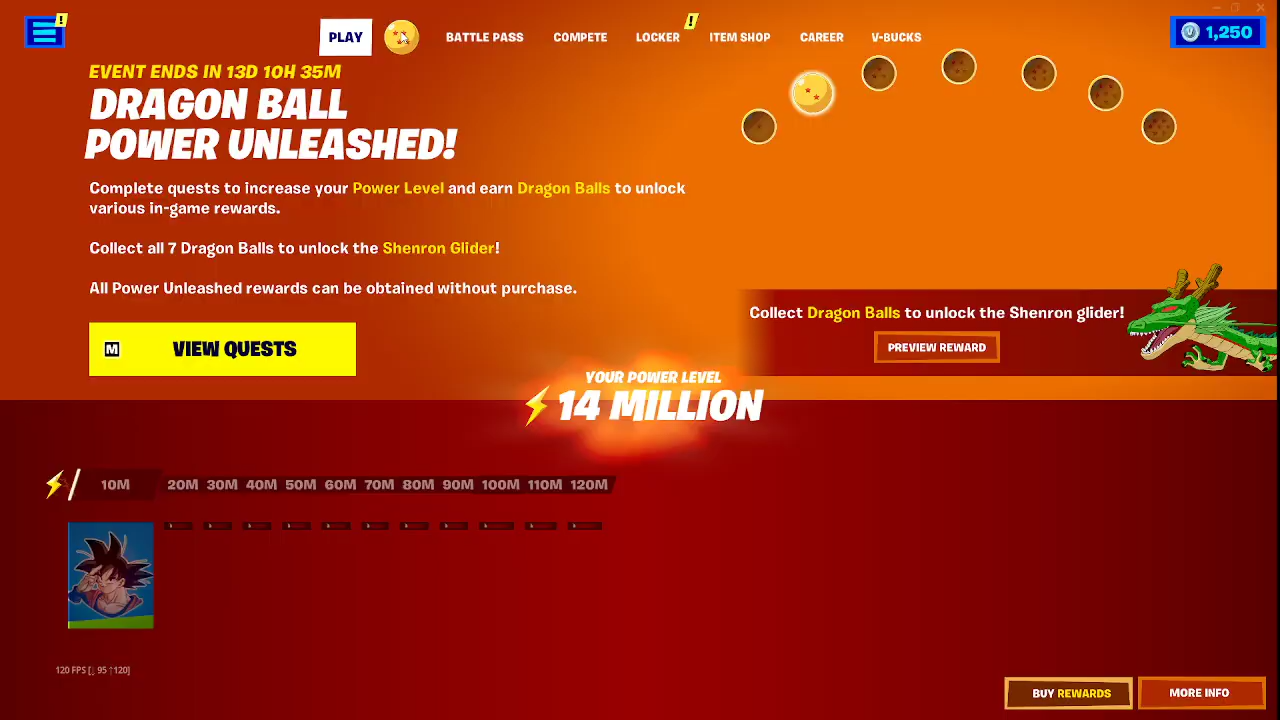 !
!
PLAY
BATTLE PASS
COMPETE
LOCKER
ITEM SHOP
CAREER
V-BUCKS
1,250
EVENT ENDS IN 13D 10H 35M
DRAGON BALL
POWER UNLEASHED!
Complete quests to increase your Power Level and earn Dragon Balls to unlock
various in-game rewards.
Collect all 7 Dragon Balls to unlock the Shenron Glider!
All Power Unleashed rewards can be obtained without purchase.
M
VIEW QUESTS
Collect Dragon Balls to unlock the Shenron glider!
PREVIEW REWARD
YOUR POWER LEVEL
14 MILLION
10M 20M 30M 40M 50M 60M 70M 80M 90M 100M 110M 120M
120 FPS [↓ 95 ↑120]
BUY REWARDS
MORE INFO